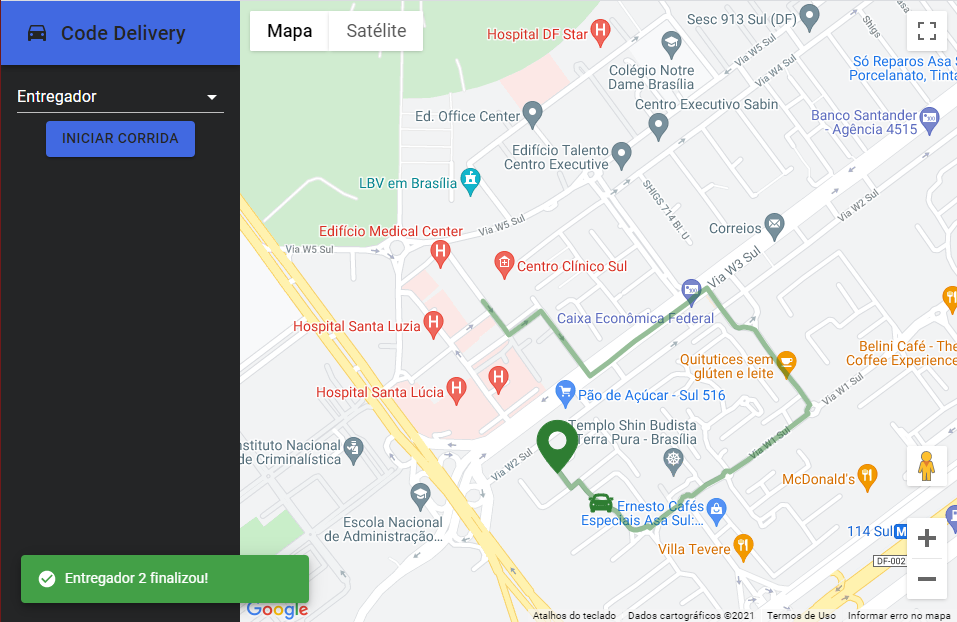 Code Delivery
Entregador
INICIAR CORRIDA
Entregador 2 finalizou!
Mapa
Satélite
Sesc 913 Sul (DF)
Hospital DF Star
Via W5 Sul
Shigs
Só Reparos Asa S
Porcelanato, Tinta
Colégio Notre
Dame Brasília
Via W4 Sul
Centro Executivo Sabin
Ed. Office Center
Banco Santander
- Agência 4515
Edifício Talento
Centro Executive
LBV em Brasília
SHIGS 714 Bl. U
Via W2 Sul
Edifício Medical Center
Via W5 Sul
Correios
Via W5 Sul
Via W3 Sul
Centro Clínico Sul
Caixa Econômica Federal
Hospital Santa Luzia
Belini Café - The
Coffee Experience
Quitutices sem
glúten e leite
Hospital Santa Lúcia
Pão de Açúcar - Sul 516
Via W1 Sul
Templo Shin Budista
Terra Pura - Brasília
Via W1 Sul
Instituto Nacional
de Criminalística
Via W2 Sul
McDonald's
Ernesto Cafés
Especiais Asa Sul:...
Escola Nacional
de Administração...
114 Sul
M
Villa Tevere
DF-002
Google
Atalhos do teclado
Dados cartográficos ©2021
Termos de Uso
Informar erro no mapa